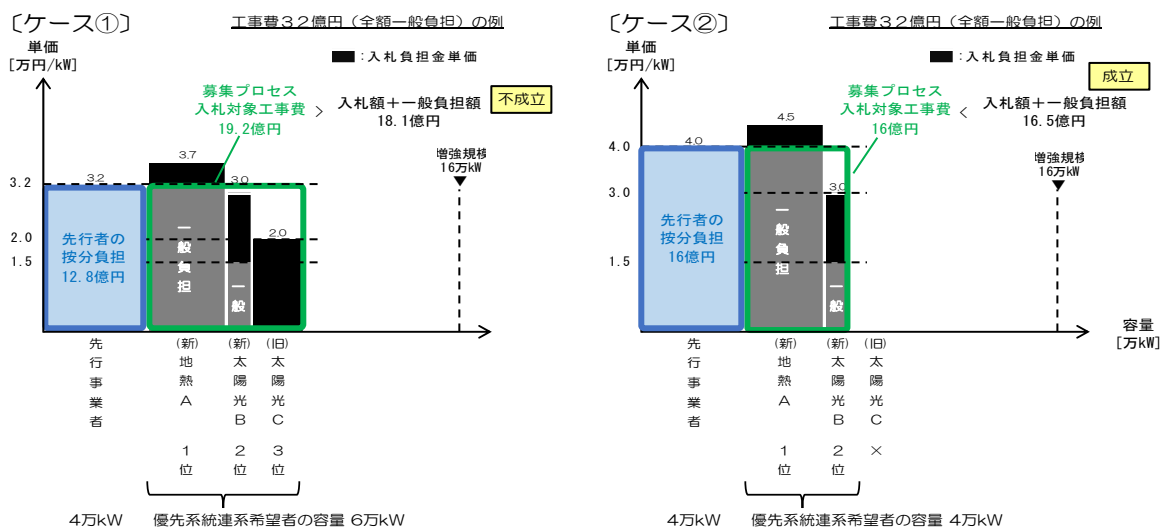 〔ケース①〕
工事費32億円（全額一般負担）の例
単価
[万円/kW]
■：入札負担金単価
募集プロセス
入札対象工事費
19.2億円
>
入札額＋一般負担額
18.1億円
不成立
増強規模
16万kW
3.7
3.2
3.0
2.0
3.2
2.0
1.5
先行者の
按分負担
12.8億円
一般負担
一般
先行事業者
(新)地熱A 1位
(新)太陽光B 2位
(旧)太陽光C 3位
4万kW
優先系統連系希望者の容量 6万kW
〔ケース②〕
工事費32億円（全額一般負担）の例
単価
[万円/kW]
■：入札負担金単価
成立
募集プロセス
入札対象工事費
16億円
<
入札額＋一般負担額
16.5億円
増強規模
16万kW
4.5
4.0
3.0
4.0
3.0
1.5
先行者の
按分負担
16億円
一般負担
一般
容量
[万kW]
先行事業者
(新)地熱A 1位
(新)太陽光B 2位
(旧)太陽光C ×
4万kW
優先系統連系希望者の容量 4万kW